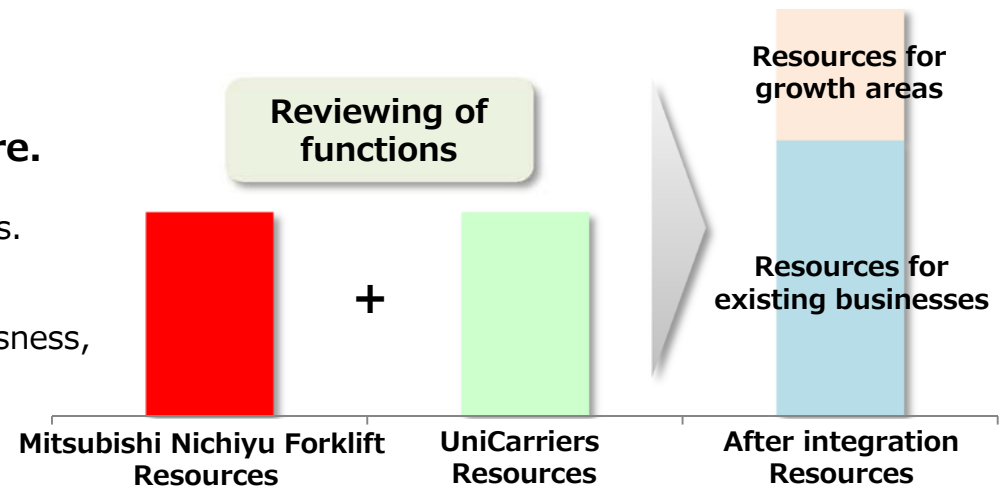 re.
s.
sness,
Reviewing of
functions
+
Resources for
growth areas
Resources for
existing businesses
Mitsubishi Nichiyu Forklift
Resources
UniCarriers
Resources
After integration
Resources